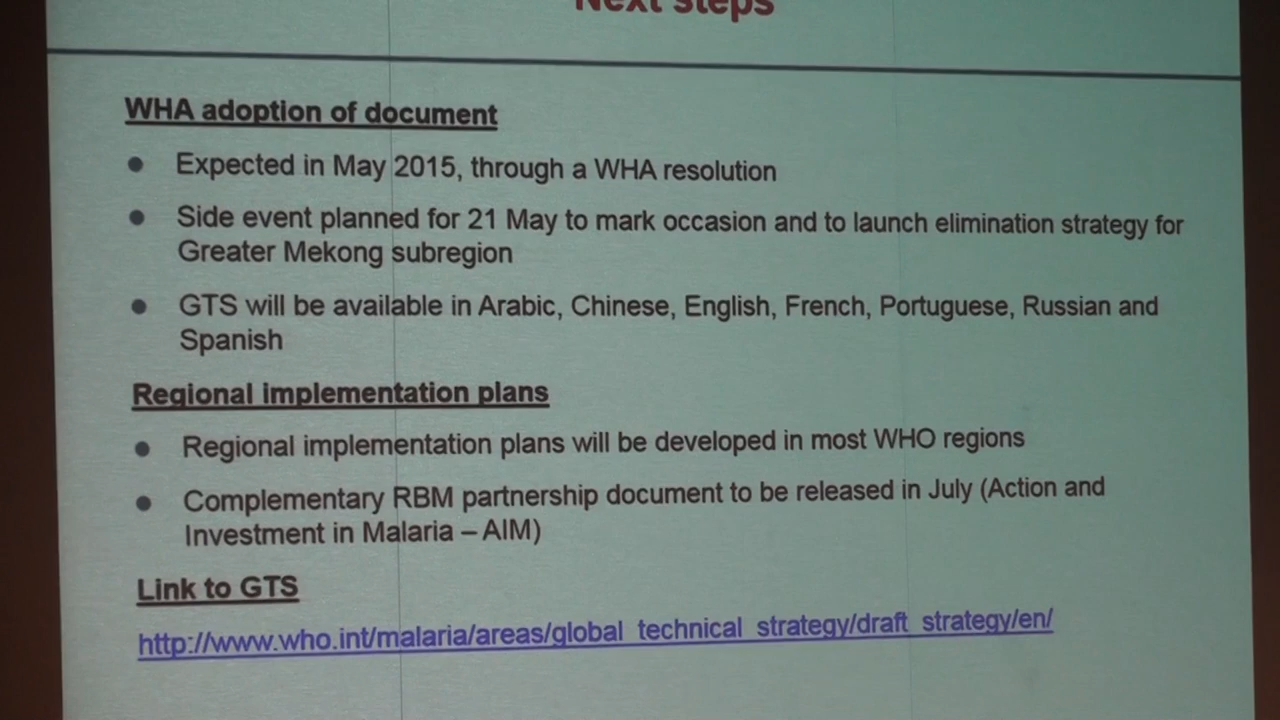 Next steps
WHA adoption of document
● Expected in May 2015, through a WHA resolution
● Side event planned for 21 May to mark occasion and to launch elimination strategy for
Greater Mekong subregion
● GTS will be available in Arabic, Chinese, English, French, Portuguese, Russian and
Spanish
Regional implementation plans
● Regional implementation plans will be developed in most WHO regions
● Complementary RBM partnership document to be released in July (Action and
Investment in Malaria – AIM)
Link to GTS
http://www.who.int/malaria/areas/global_technical_strategy/draft_strategy/en/